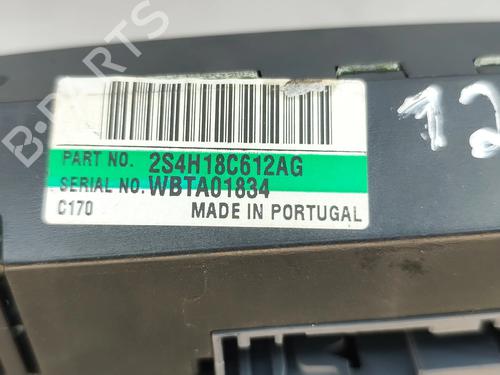 B-PARTS
PART NO. 2S4H18C612AG
SERIAL NO. WBTA01834
C170 MADE IN PORTUGAL